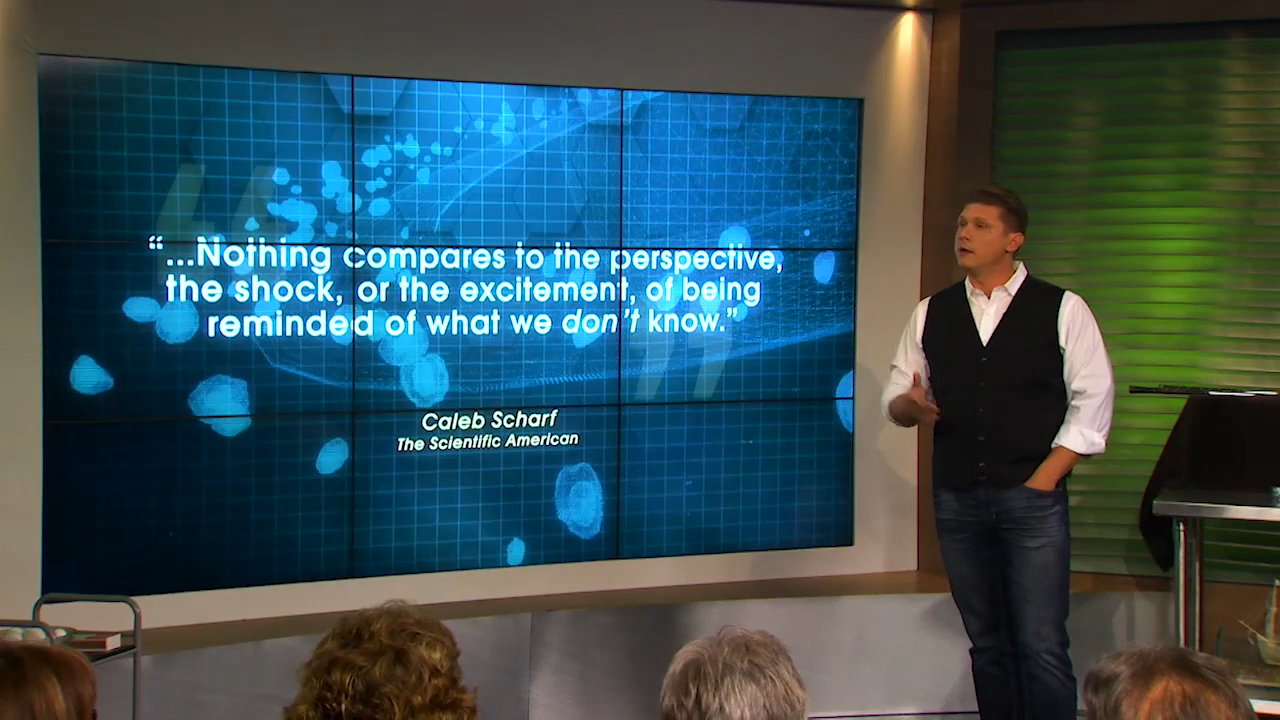 “...Nothing compares to the perspective,
the shock, or the excitement, of being
reminded of what we don’t know.”
Caleb Scharf
The Scientific American